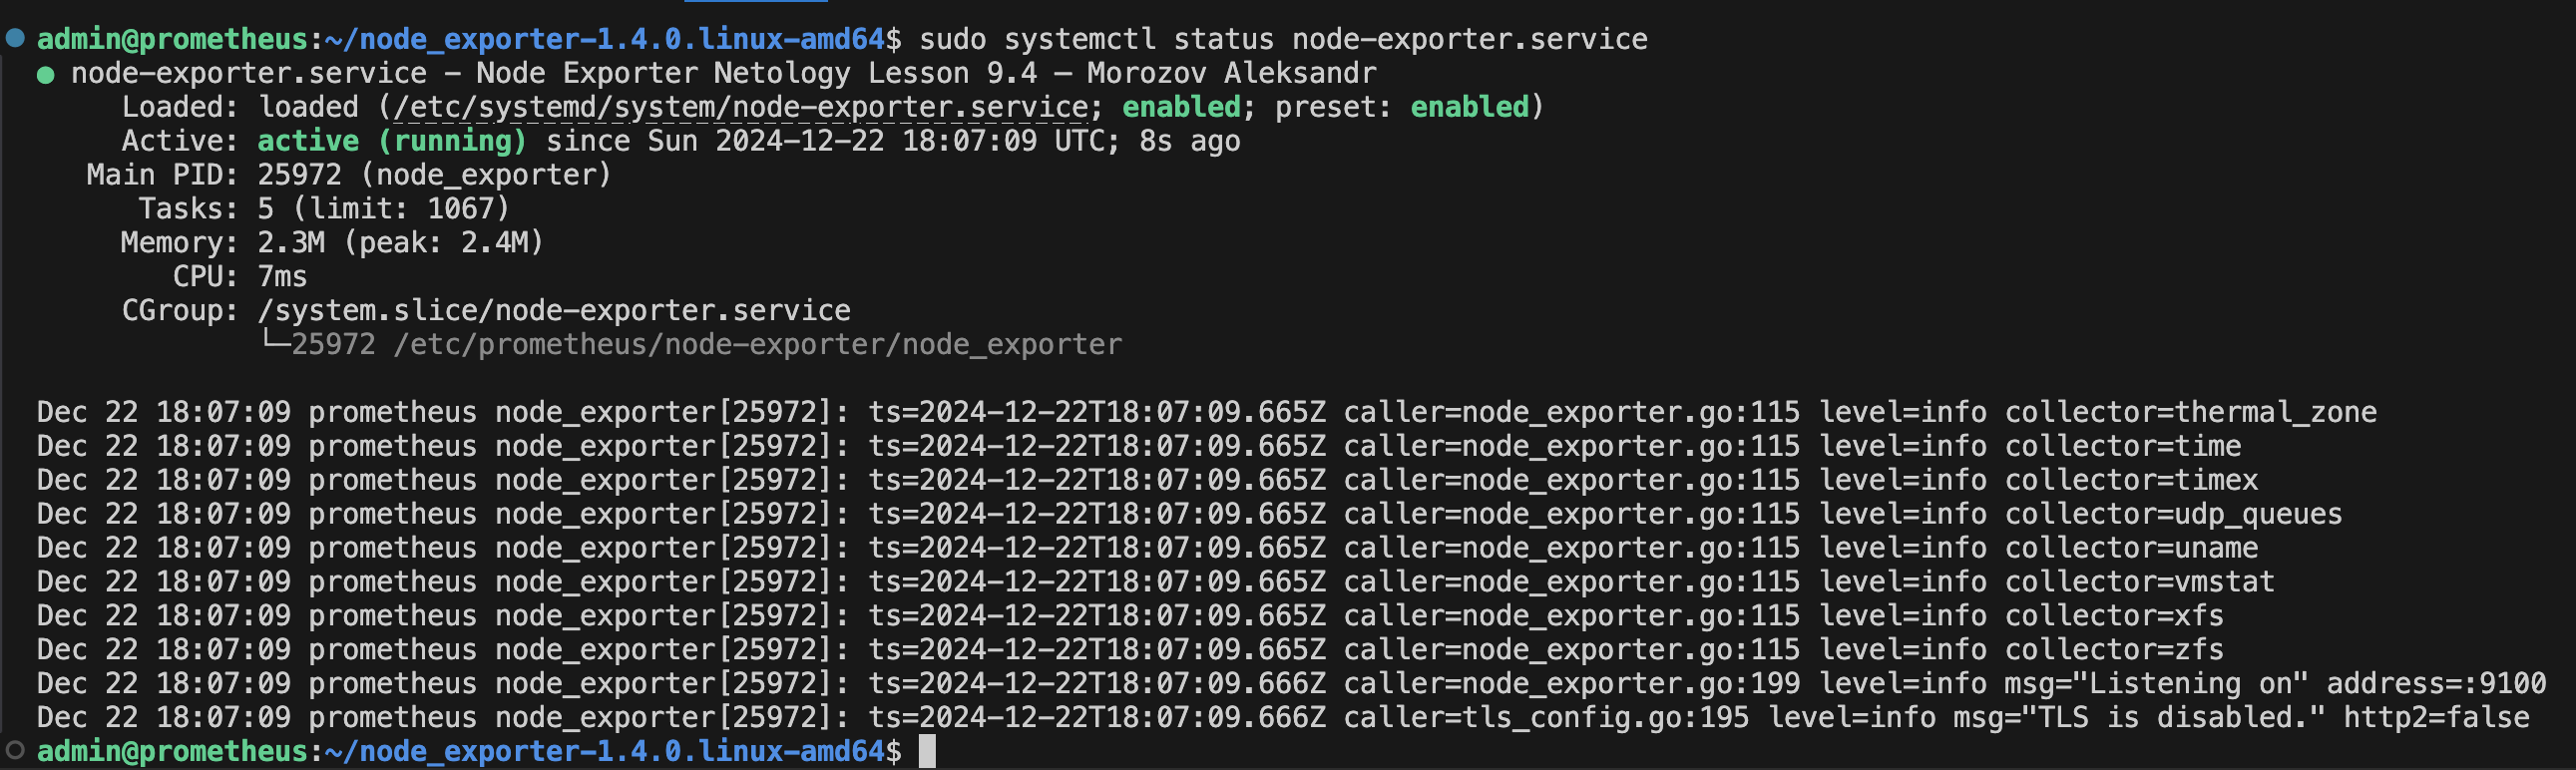 admin@prometheus:~/node_exporter-1.4.0.linux-amd64$ sudo systemctl status node-exporter.service
● node-exporter.service - Node Exporter Netology Lesson 9.4 — Morozov Aleksandr
     Loaded: loaded (/etc/systemd/system/node-exporter.service; enabled; preset: enabled)
     Active: active (running) since Sun 2024-12-22 18:07:09 UTC; 8s ago
   Main PID: 25972 (node_exporter)
      Tasks: 5 (limit: 1067)
     Memory: 2.3M (peak: 2.4M)
        CPU: 7ms
     CGroup: /system.slice/node-exporter.service
             └─25972 /etc/prometheus/node-exporter/node_exporter
Dec 22 18:07:09 prometheus node_exporter[25972]: ts=2024-12-22T18:07:09.665Z caller=node_exporter.go:115 level=info collector=thermal_zone
Dec 22 18:07:09 prometheus node_exporter[25972]: ts=2024-12-22T18:07:09.665Z caller=node_exporter.go:115 level=info collector=time
Dec 22 18:07:09 prometheus node_exporter[25972]: ts=2024-12-22T18:07:09.665Z caller=node_exporter.go:115 level=info collector=timex
Dec 22 18:07:09 prometheus node_exporter[25972]: ts=2024-12-22T18:07:09.665Z caller=node_exporter.go:115 level=info collector=udp_queues
Dec 22 18:07:09 prometheus node_exporter[25972]: ts=2024-12-22T18:07:09.665Z caller=node_exporter.go:115 level=info collector=uname
Dec 22 18:07:09 prometheus node_exporter[25972]: ts=2024-12-22T18:07:09.665Z caller=node_exporter.go:115 level=info collector=vmstat
Dec 22 18:07:09 prometheus node_exporter[25972]: ts=2024-12-22T18:07:09.665Z caller=node_exporter.go:115 level=info collector=xfs
Dec 22 18:07:09 prometheus node_exporter[25972]: ts=2024-12-22T18:07:09.665Z caller=node_exporter.go:115 level=info collector=zfs
Dec 22 18:07:09 prometheus node_exporter[25972]: ts=2024-12-22T18:07:09.666Z caller=node_exporter.go:199 level=info msg="Listening on" address=:9100
Dec 22 18:07:09 prometheus node_exporter[25972]: ts=2024-12-22T18:07:09.666Z caller=tls_config.go:195 level=info msg="TLS is disabled." http2=false
admin@prometheus:~/node_exporter-1.4.0.linux-amd64$